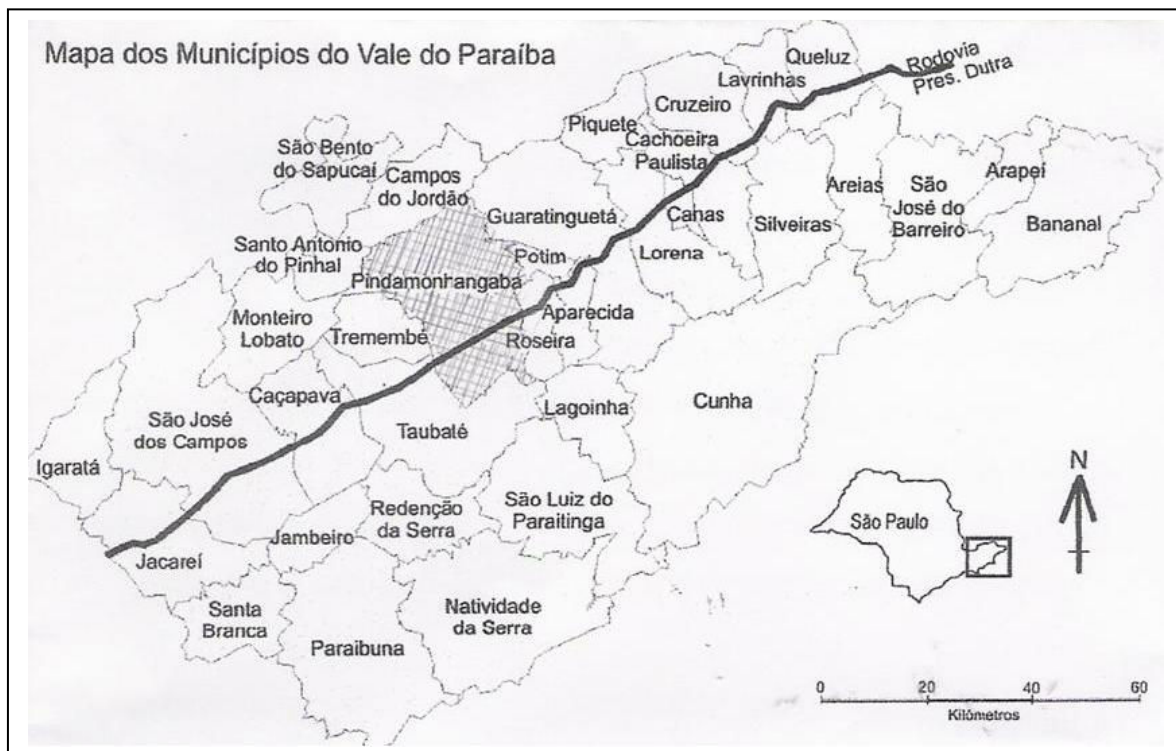 Mapa dos Municípios do Vale do Paraíba
Queluz
Rodovia
Pres. Dutra
Lavrinhas
Cruzeiro
Piquete
Cachoeira
Paulista
São Bento
do Sapucaí
Campos
do Jordão
Areias
São
José do
Barreiro
Arapeí
Bananal
Guaratinguetá
Canas
Silveiras
Santo Antonio
do Pinhal
Potim
Lorena
Pindamonhangaba
Monteiro
Lobato
Tremembé
Aparecida
Roseira
Caçapava
Lagoinha
Cunha
São José
dos Campos
Taubaté
Igaratá
Redenção
da Serra
São Luiz do
Paraitinga
São Paulo
N
Jambeiro
Jacareí
Santa
Branca
Natividade
da Serra
Paraibuna
0 20 40 60
Kilômetros